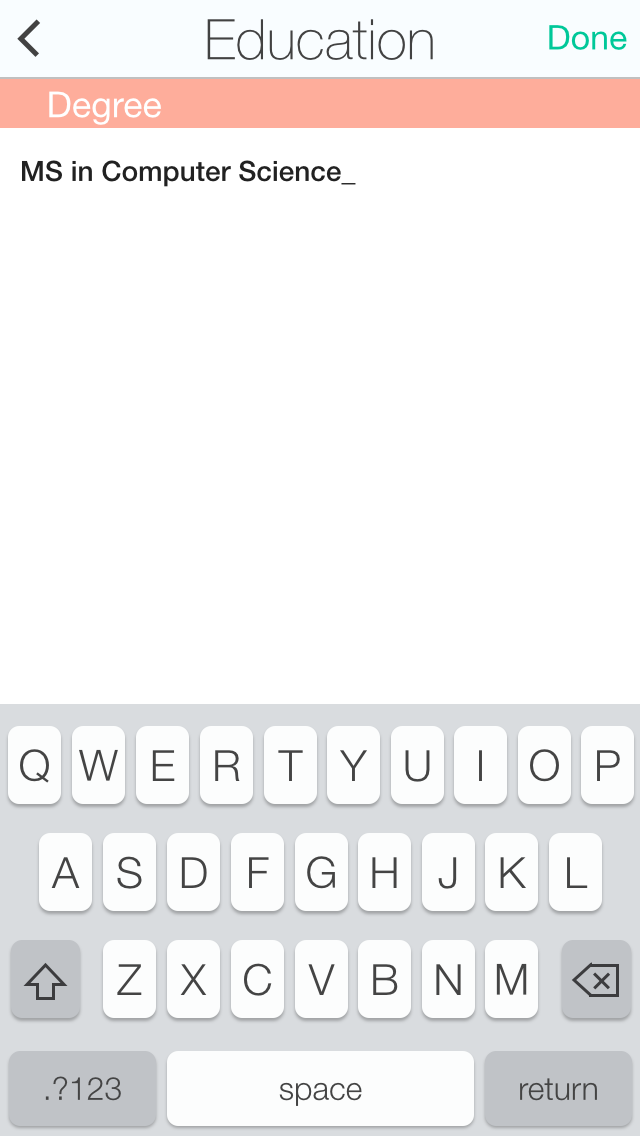 Education Done
Degree
MS in Computer Science_
Q W E R T Y U I O P
A S D F G H J K L
Z X C V B N M
.?123 space return